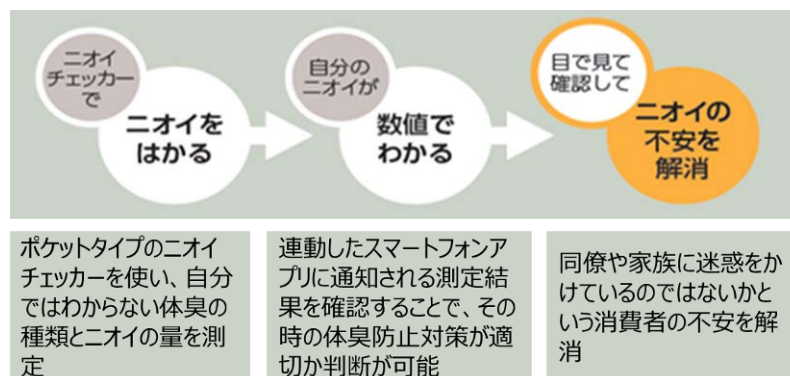 ニオイ
チェッカー
で
ニオイを
はかる
自分の
ニオイが
数値で
わかる
目で見て
確認して
ニオイの
不安を
解消
ポケットタイプのニオイ
チェッカーを使い、自分
ではわからない体臭の
種類とニオイの量を測
定
連動したスマートフォンア
プリに通知される測定結
果を確認することで、その
時の体臭防止対策が適
切か判断が可能
同僚や家族に迷惑をか
けているのではないかと
いう消費者の不安を解
消